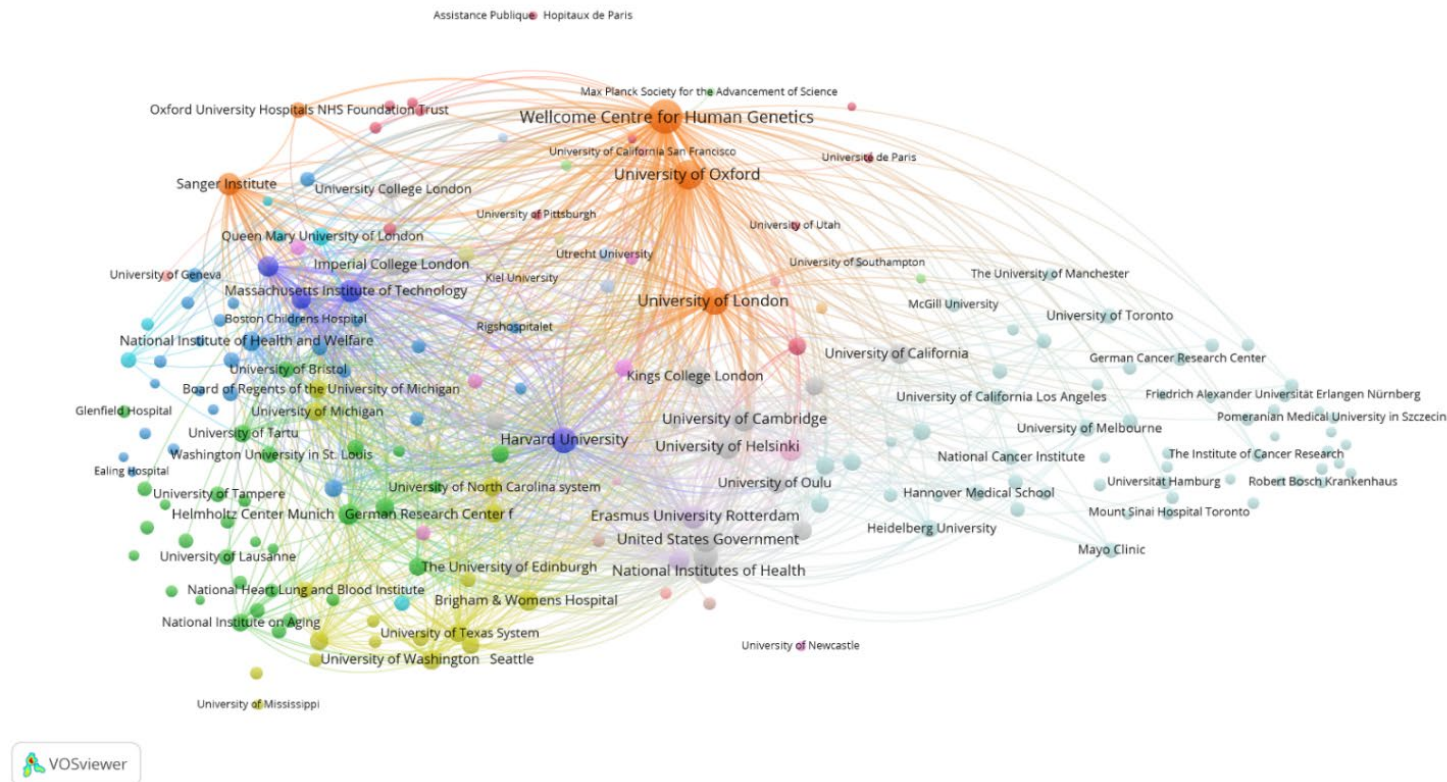 Assistance Publique Hopitaux de Paris
Max Planck Society for the Advancement of Science
Oxford University Hospitals NHS Foundation Trust
Wellcome Centre for Human Genetics
University of California San Francisco
Université de Paris
University of Oxford
Sanger Institute
University College London
University of Pittsburgh
University of Utah
Queen Mary University of London
Utrecht University
University of Southampton
Imperial College London
University of Geneva
Kiel University
The University of Manchester
Massachusetts Institute of Technology
University of London
McGill University
University of Toronto
Boston Childrens Hospital
Rigshospitalet
National Institute of Health and Welfare
University of California
German Cancer Research Center
University of Bristol
Kings College London
Board of Regents of the University of Michigan
University of California Los Angeles
Friedrich Alexander Universität Erlangen Nürnberg
Glenfield Hospital
University of Michigan
University of Cambridge
Pomeranian Medical University in Szczecin
University of Tartu
Harvard University
University of Helsinki
University of Melbourne
Washington University in St. Louis
National Cancer Institute
The Institute of Cancer Research
Ealing Hospital
University of North Carolina system
University of Oulu
Universität Hamburg
Robert Bosch Krankenhaus
University of Tampere
Hannover Medical School
Helmholtz Center Munich
German Research Center f
Erasmus University Rotterdam
Mount Sinai Hospital Toronto
Heidelberg University
United States Government
Mayo Clinic
University of Lausanne
The University of Edinburgh
National Institutes of Health
National Heart Lung and Blood Institute
Brigham & Womens Hospital
National Institute on Aging
University of Texas System
University of Newcastle
University of Washington Seattle
University of Mississippi
VOSviewer